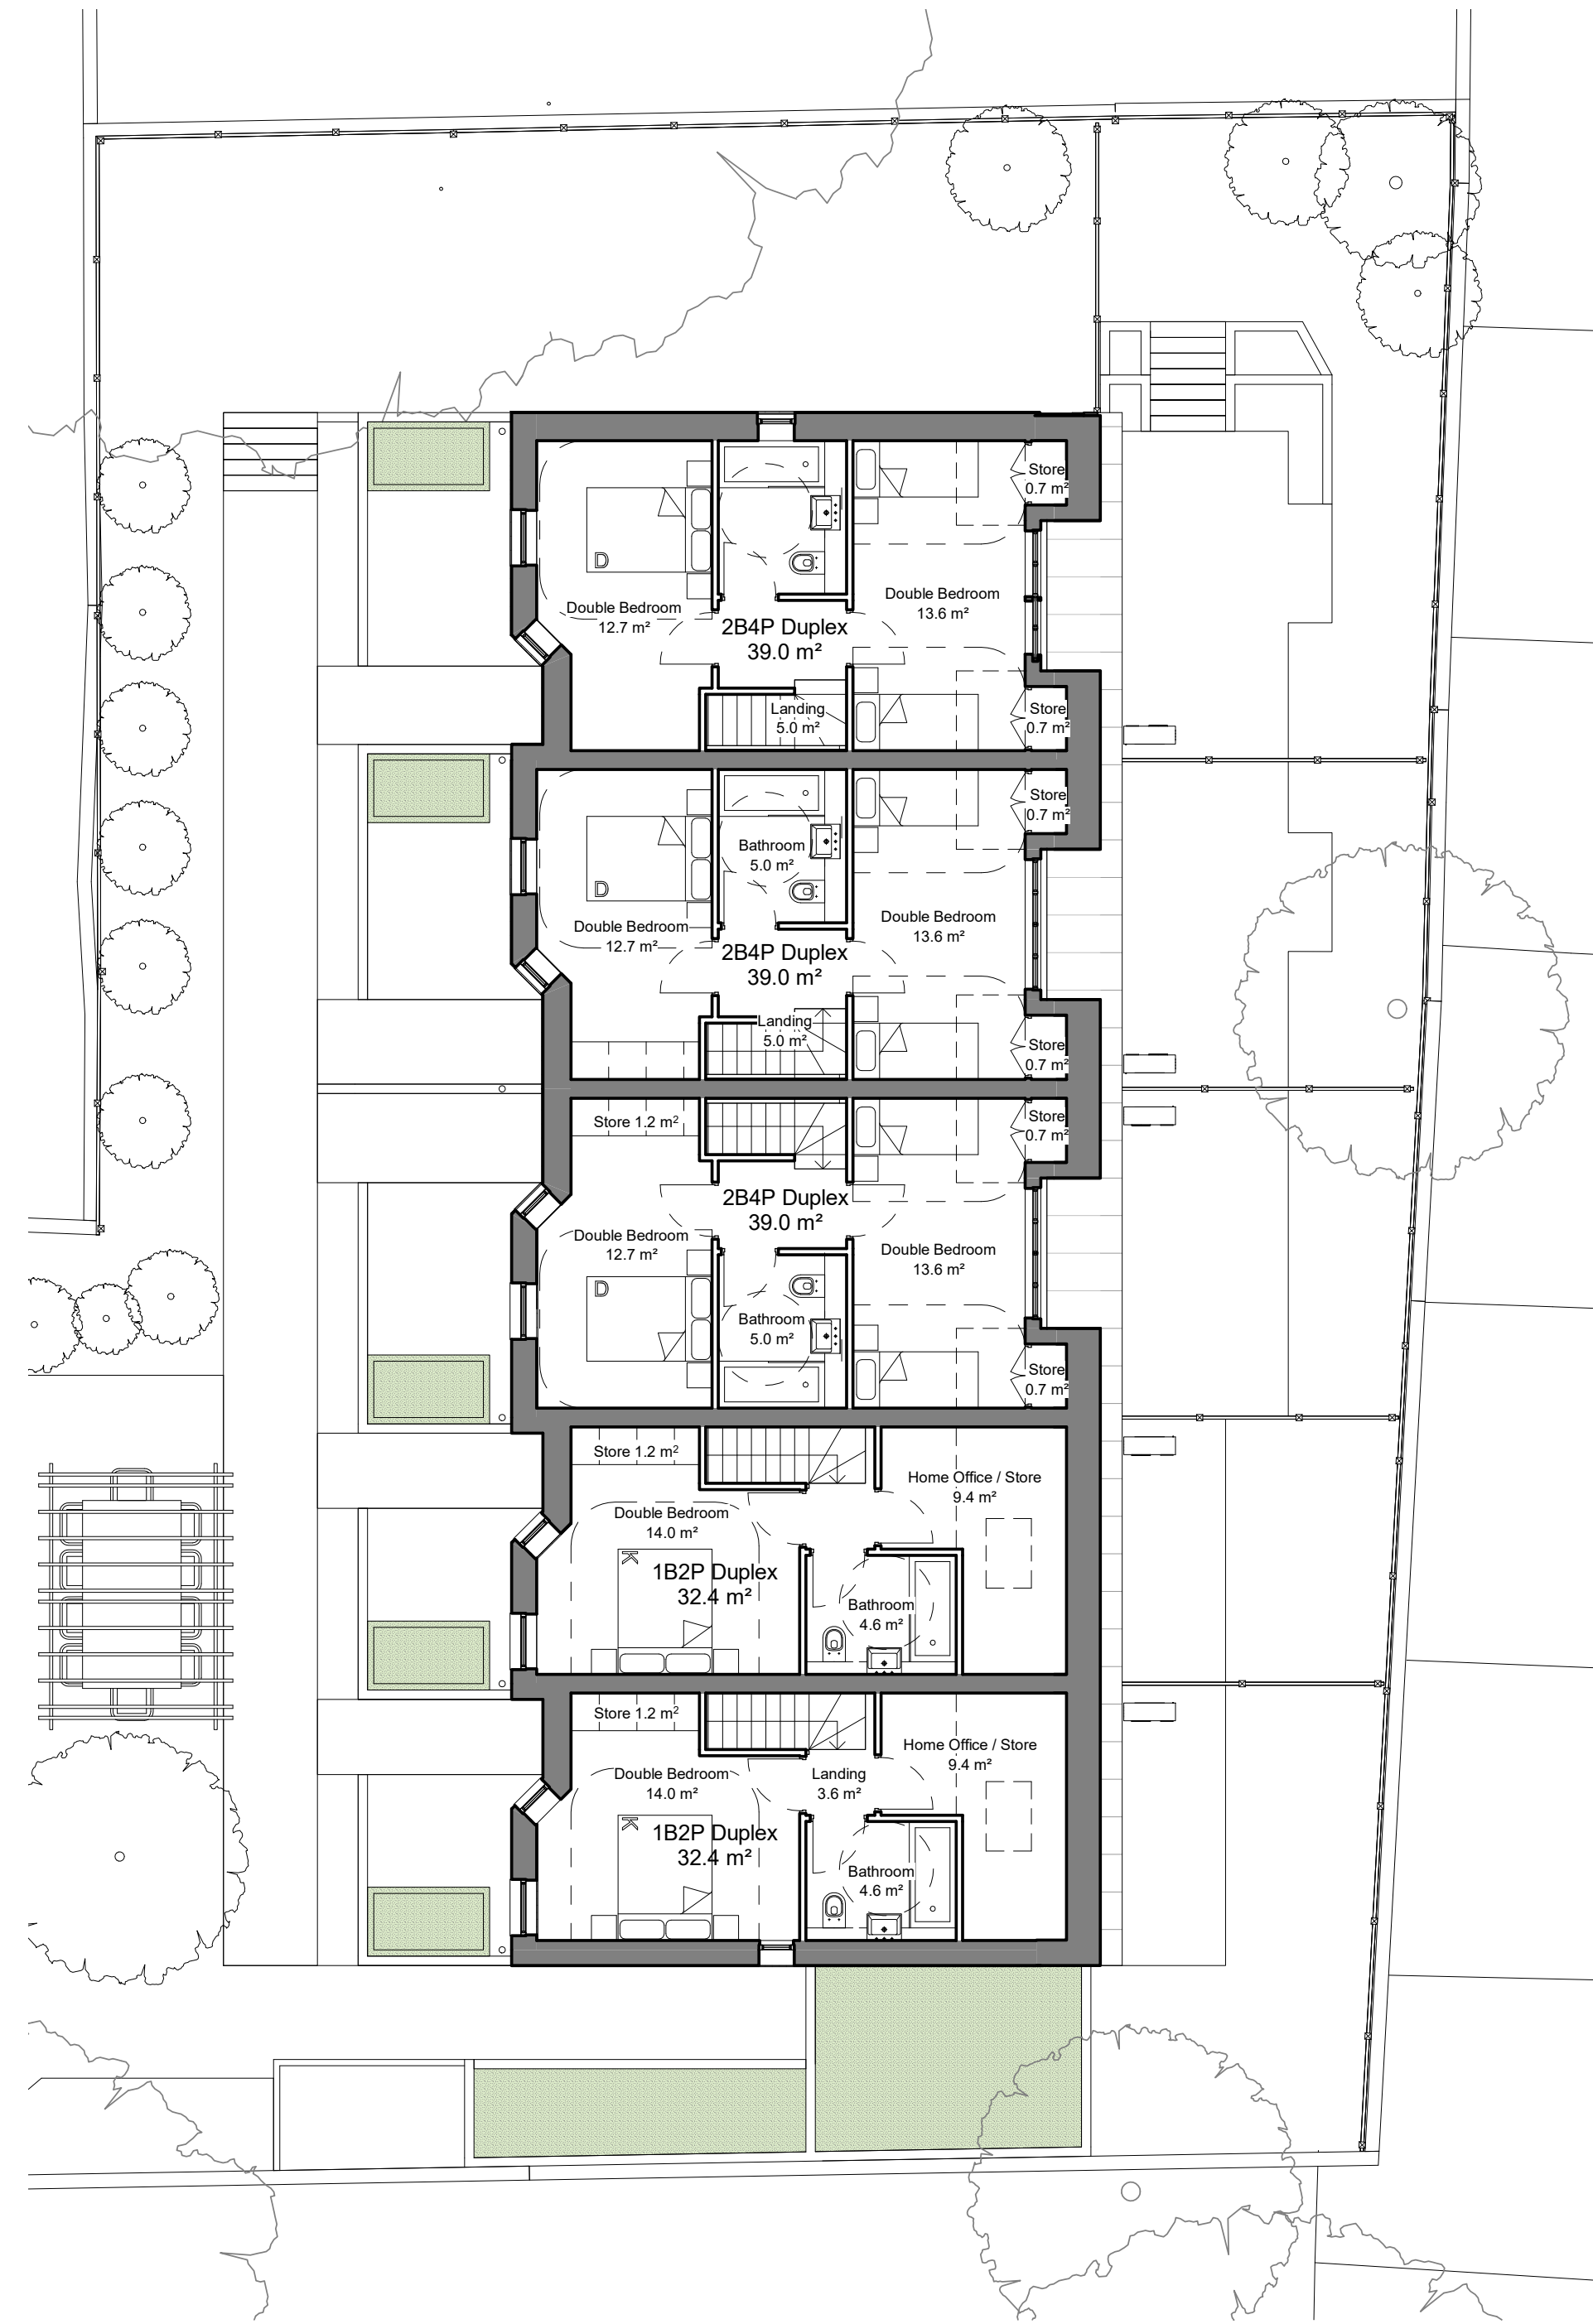 Store
0.7 m²
D
Double Bedroom
12.7 m²
Double Bedroom
13.6 m²
2B4P Duplex
39.0 m²
Landing
5.0 m²
Store
0.7 m²
Store
0.7 m²
Bathroom
5.0 m²
D
Double Bedroom
12.7 m²
Double Bedroom
13.6 m²
2B4P Duplex
39.0 m²
Landing
5.0 m²
Store
0.7 m²
Store 1.2 m²
Store
0.7 m²
2B4P Duplex
39.0 m²
Double Bedroom
12.7 m²
Double Bedroom
13.6 m²
D
Bathroom
5.0 m²
Store
0.7 m²
Store 1.2 m²
Home Office / Store
9.4 m²
Double Bedroom
14.0 m²
K
1B2P Duplex
32.4 m²
Bathroom
4.6 m²
Store 1.2 m²
Home Office / Store
9.4 m²
Double Bedroom
14.0 m²
Landing
3.6 m²
K
1B2P Duplex
32.4 m²
Bathroom
4.6 m²